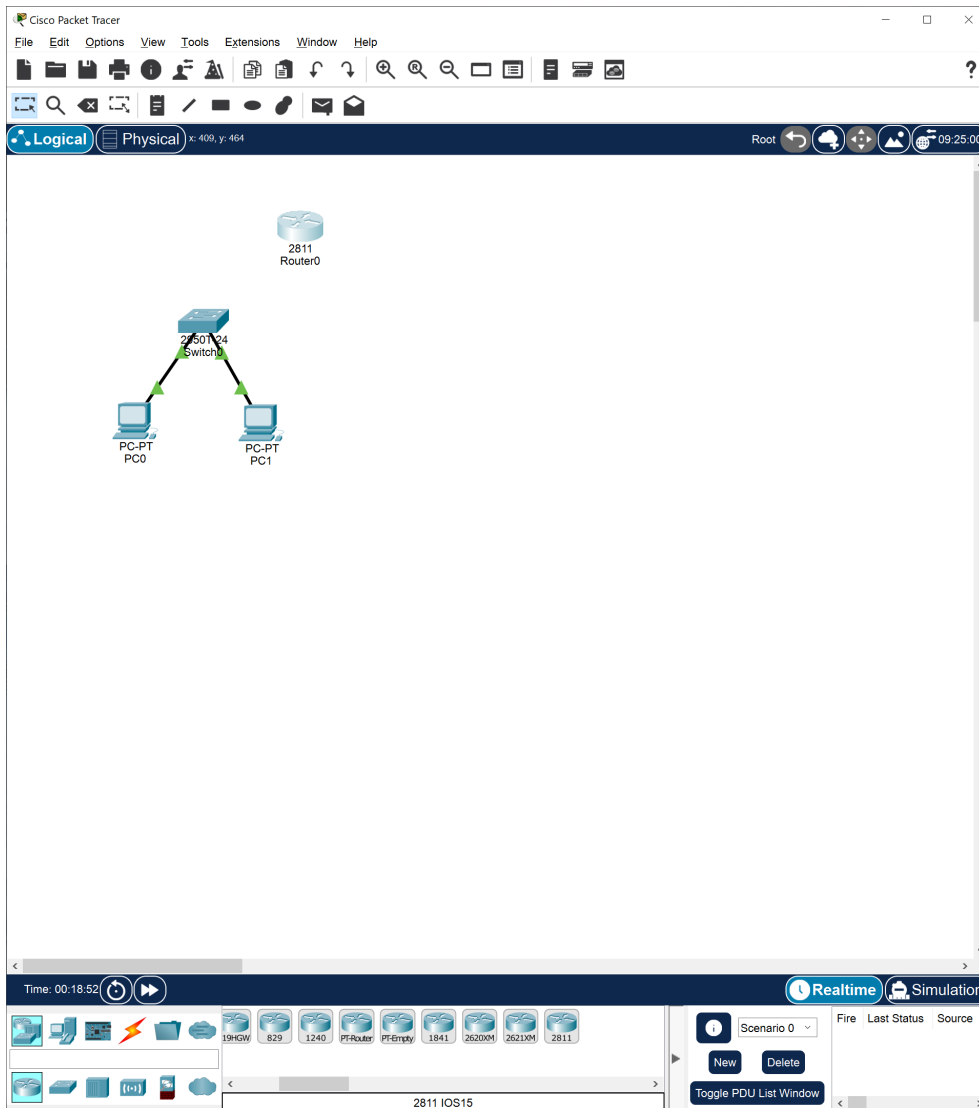 Cisco Packet Tracer
File Edit Options View Tools Extensions Window Help
?
Logical Physical x: 409, y: 464 Root 09:25:00
2811
Router0
2950T-24
Switch0
PC-PT
PC0
PC-PT
PC1
Time: 00:18:52 Realtime Simulation
19HGW 829 1240 PT-Router PT-Empty 1841 2620XM 2621XM 2811
2811 IOS15
Scenario 0
New Delete
Toggle PDU List Window
Fire Last Status Source